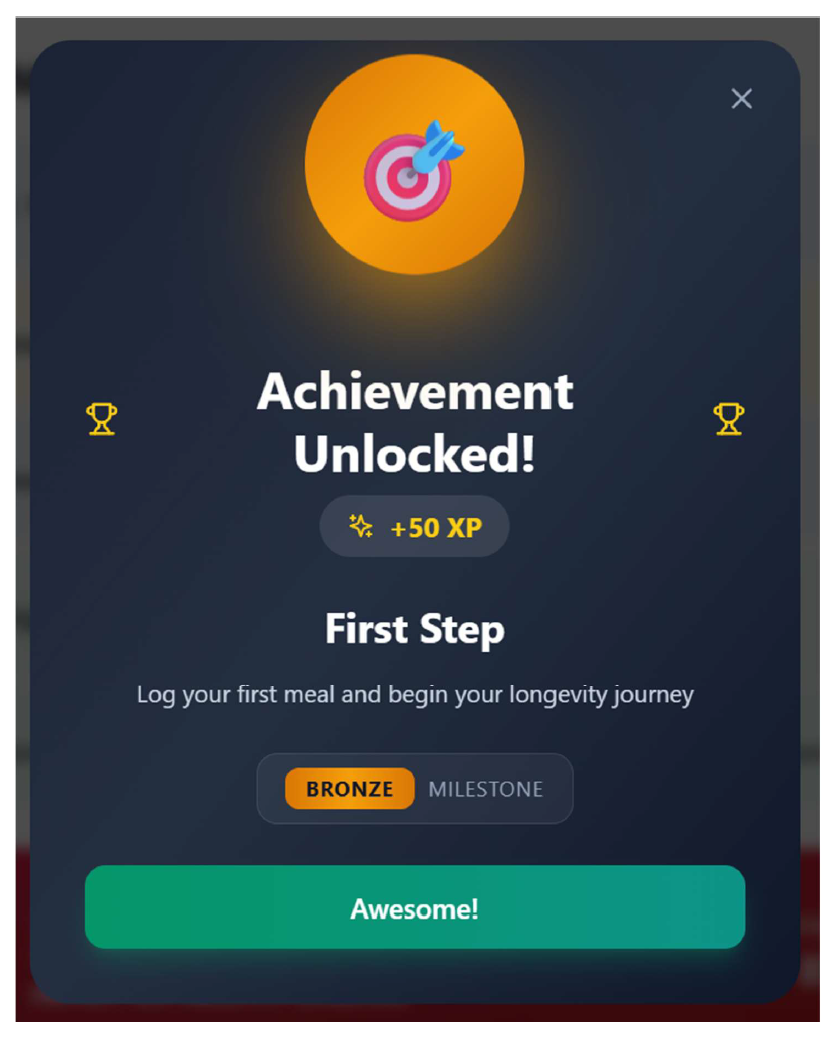 Achievement
Unlocked!
+50 XP
First Step
Log your first meal and begin your longevity journey
BRONZE MILESTONE
Awesome!